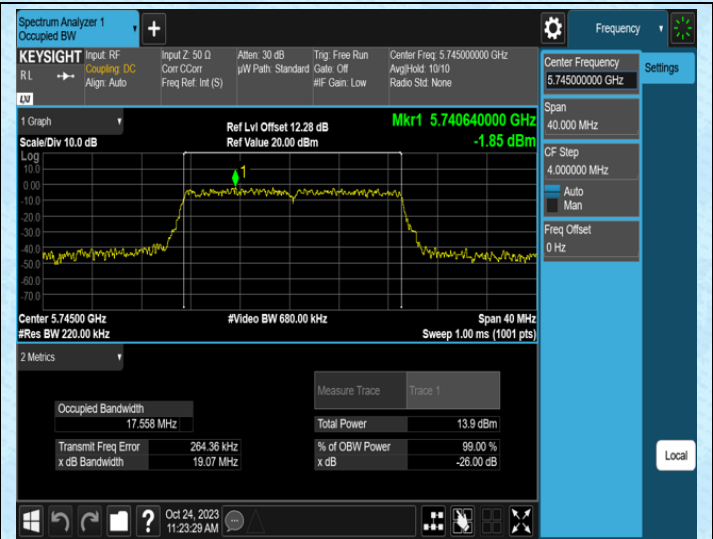 Spectrum Analyzer 1
Occupied BW
Frequency
KEYSIGHT
RL
LXI
Input: RF
Coupling: DC
Align: Auto
Input Z: 50 Ω
Corr CCorr
Freq Ref: Int (S)
Atten: 30 dB
µW Path: Standard
Trig: Free Run
Gate: Off
#IF Gain: Low
Center Freq: 5.745000000 GHz
Avg|Hold: 10/10
Radio Std: None
Center Frequency
5.745000000 GHz
Settings
Span
40.000 MHz
CF Step
4.000000 MHz
Auto
Man
Freq Offset
0 Hz
1 Graph
Scale/Div 10.0 dB
Ref Lvl Offset 12.28 dB
Ref Value 20.00 dBm
Mkr1 5.740640000 GHz
-1.85 dBm
Log
10.0
0.00
-10.0
-20.0
-30.0
-40.0
-50.0
-60.0
-70.0
1
Center 5.74500 GHz
#Res BW 220.00 kHz
#Video BW 680.00 kHz
Span 40 MHz
Sweep 1.00 ms (1001 pts)
2 Metrics
Measure Trace Trace 1
Occupied Bandwidth
17.558 MHz
Total Power 13.9 dBm
Transmit Freq Error 264.36 kHz
% of OBW Power 99.00 %
x dB Bandwidth 19.07 MHz
x dB -26.00 dB
Local
?
Oct 24, 2023
11:23:29 AM